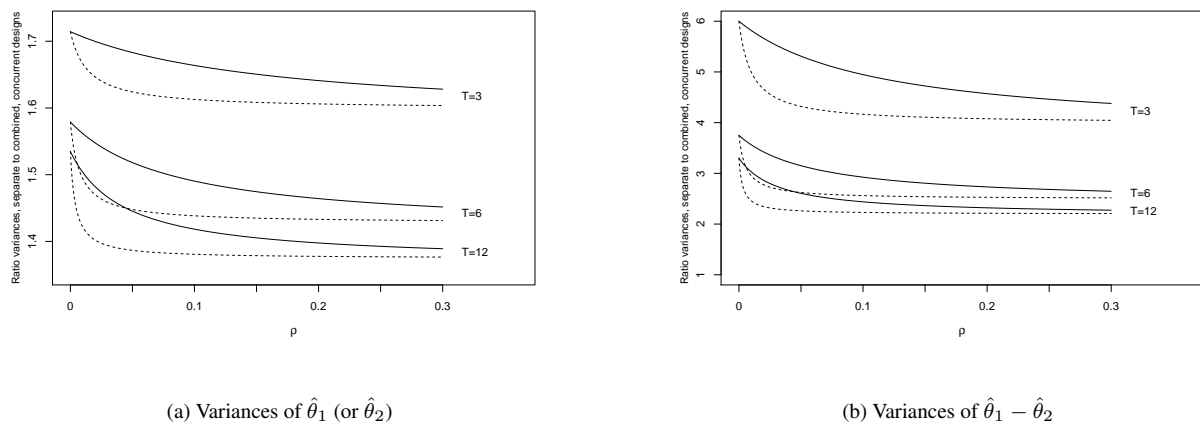 Ratio variances, separate to combined, concurrent designs
1.7
1.6
1.5
1.4
T=3
T=6
T=12
0
0.1
0.2
0.3
ρ
(a) Variances of θ̂₁ (or θ̂₂)
Ratio variances, separate to combined, concurrent designs
6
5
4
3
2
1
T=3
T=6
T=12
0
0.1
0.2
0.3
ρ
(b) Variances of θ̂₁ − θ̂₂